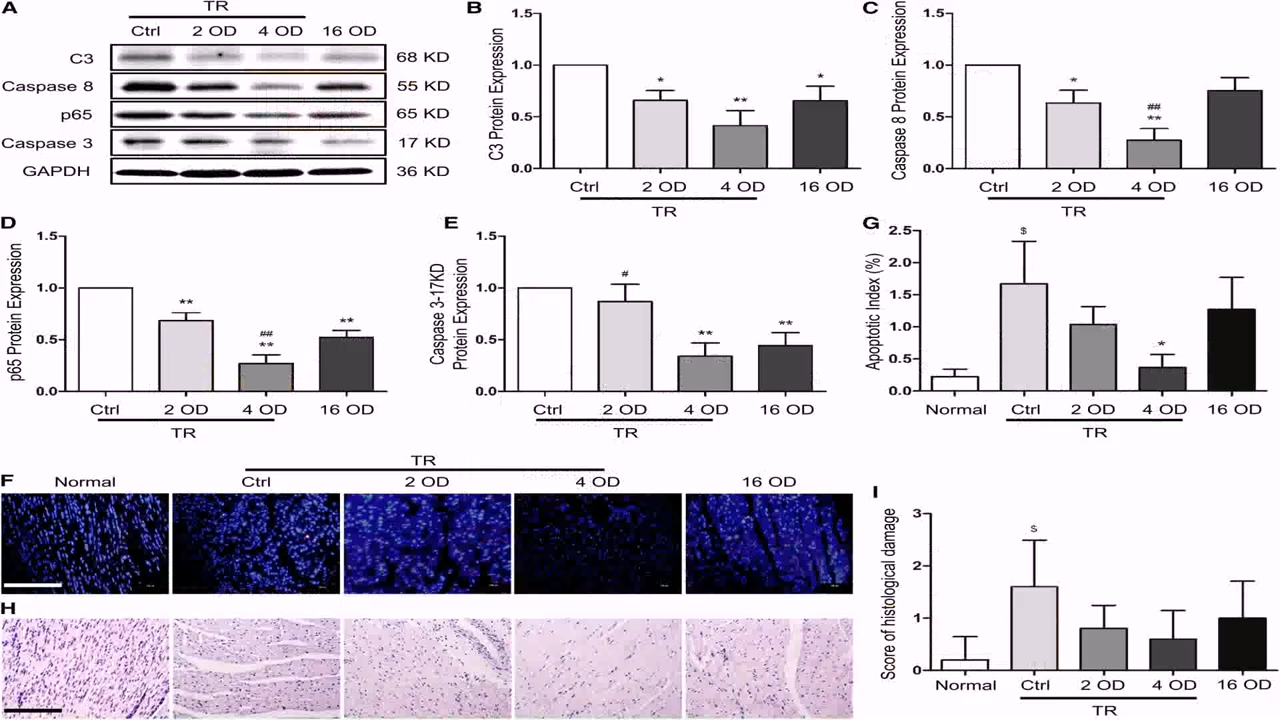 A
TR
Ctrl 2 OD 4 OD 16 OD
C3 68 KD
Caspase 8 55 KD
p65 65 KD
Caspase 3 17 KD
GAPDH 36 KD
B
C3 Protein Expression
1.5
1.0
0.5
0.0
* ** *
Ctrl 2 OD 4 OD 16 OD
TR
C
Caspase 8 Protein Expression
1.5
1.0
0.5
0.0
*
##
**
Ctrl 2 OD 4 OD 16 OD
TR
D
p65 Protein Expression
1.5
1.0
0.5
0.0
**
##
**
**
Ctrl 2 OD 4 OD 16 OD
TR
E
Caspase 3-17KD
Protein Expression
1.5
1.0
0.5
0.0
#
**
**
Ctrl 2 OD 4 OD 16 OD
TR
G
Apoptotic Index (%)
2.5
2.0
1.5
1.0
0.5
0.0
$
*
Normal Ctrl 2 OD 4 OD 16 OD
TR
F
TR
Normal Ctrl 2 OD 4 OD 16 OD
H
I
Score of histological damage
3
2
1
0
$
Normal Ctrl 2 OD 4 OD 16 OD
TR